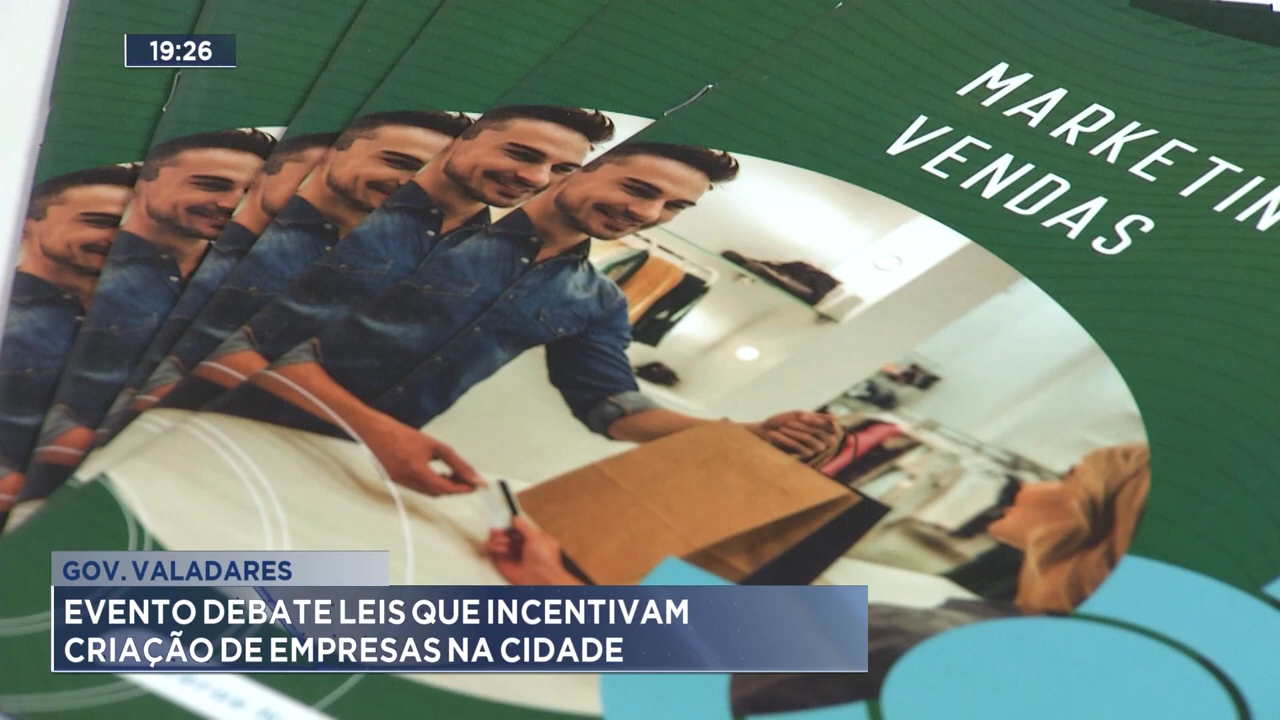 19:26
MARKETIN
VENDAS
GOV. VALADARES
EVENTO DEBATE LEIS QUE INCENTIVAM
CRIAÇÃO DE EMPRESAS NA CIDADE